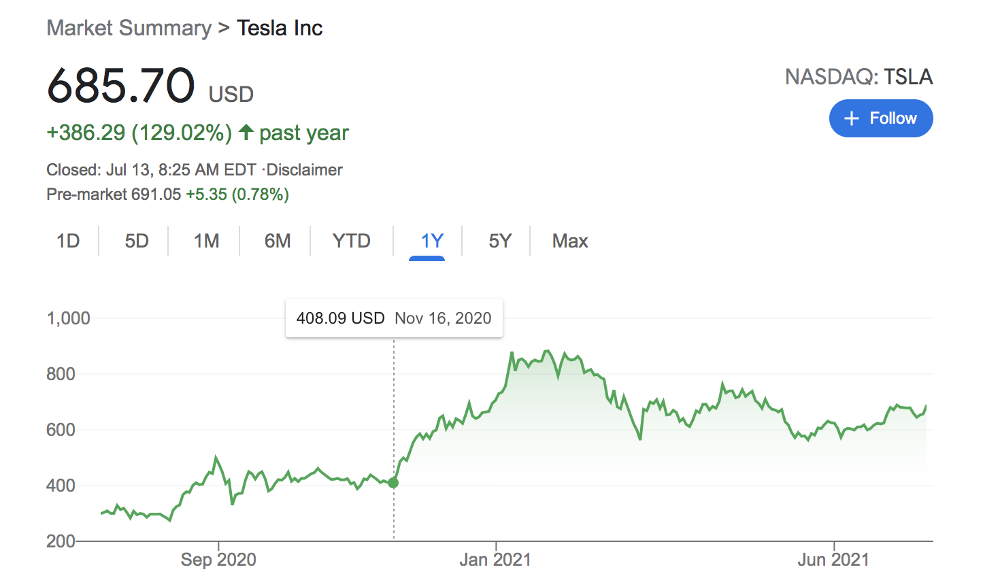 Market Summary > Tesla Inc
685.70 USD
NASDAQ: TSLA
+ Follow
+386.29 (129.02%) ↑ past year
Closed: Jul 13, 8:25 AM EDT ·Disclaimer
Pre-market 691.05 +5.35 (0.78%)
1D 5D 1M 6M YTD 1Y 5Y Max
408.09 USD Nov 16, 2020
1,000
800
600
400
200
Sep 2020 Jan 2021 Jun 2021